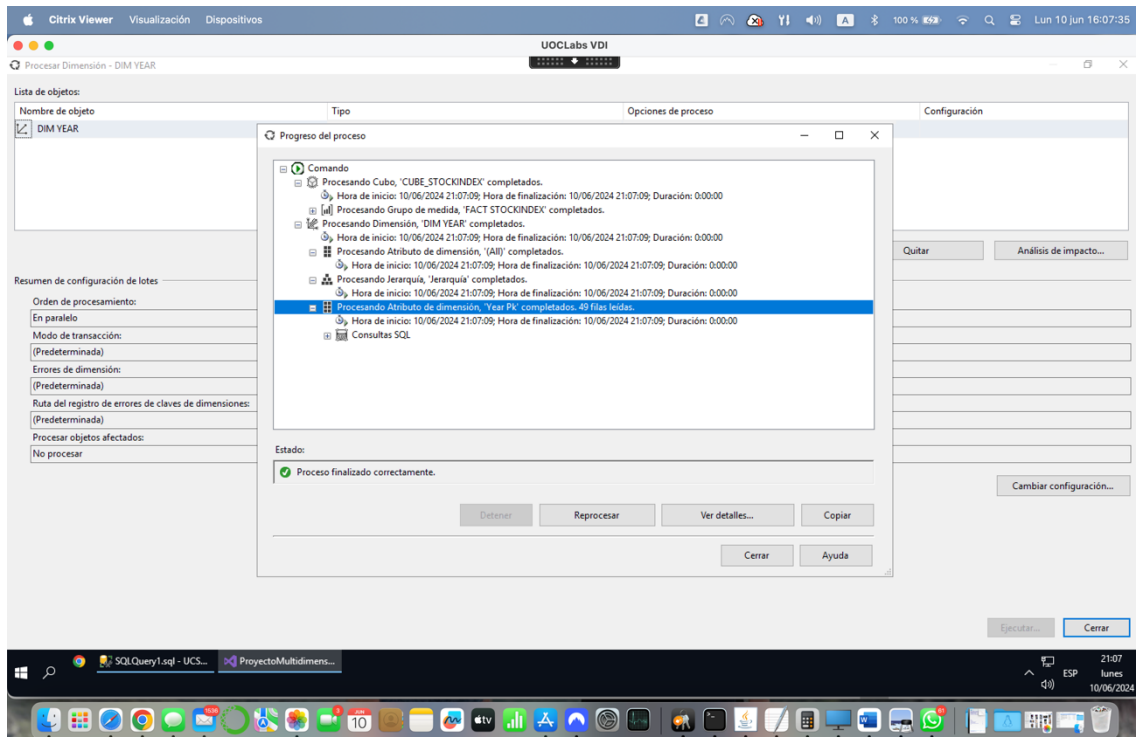 Citrix Viewer Visualización Dispositivos A 100 % Lun 10 jun 16:07:35
UOCLabs VDI
Procesar Dimensión - DIM YEAR
Lista de objetos:
Nombre de objeto Tipo Opciones de proceso Configuración
DIM YEAR
Progreso del proceso
Comando
Procesando Cubo, 'CUBE_STOCKINDEX' completados.
Hora de inicio: 10/06/2024 21:07:09; Hora de finalización: 10/06/2024 21:07:09; Duración: 0:00:00
Procesando Grupo de medida, 'FACT STOCKINDEX' completados.
Procesando Dimensión, 'DIM YEAR' completados.
Hora de inicio: 10/06/2024 21:07:09; Hora de finalización: 10/06/2024 21:07:09; Duración: 0:00:00
Procesando Atributo de dimensión, '(All)' completados.
Hora de inicio: 10/06/2024 21:07:09; Hora de finalización: 10/06/2024 21:07:09; Duración: 0:00:00
Procesando Jerarquía, 'Jerarquía' completados.
Hora de inicio: 10/06/2024 21:07:09; Hora de finalización: 10/06/2024 21:07:09; Duración: 0:00:00
Procesando Atributo de dimensión, 'Year Pk' completados. 49 filas leídas.
Hora de inicio: 10/06/2024 21:07:09; Hora de finalización: 10/06/2024 21:07:09; Duración: 0:00:00
Consultas SQL
Estado:
Proceso finalizado correctamente.
Detener Reprocesar Ver detalles... Copiar
Cerrar Ayuda
Quitar Análisis de impacto...
Resumen de configuración de lotes
Orden de procesamiento:
En paralelo
Modo de transacción:
(Predeterminada)
Errores de dimensión:
(Predeterminada)
Ruta del registro de errores de claves de dimensiones:
(Predeterminada)
Procesar objetos afectados:
No procesar
Cambiar configuración...
Ejecutar... Cerrar
SQLQuery1.sql - UCS... ProyectoMultidimens...
ESP
21:07
lunes
10/06/2024
1536
3
JUN
10
tv